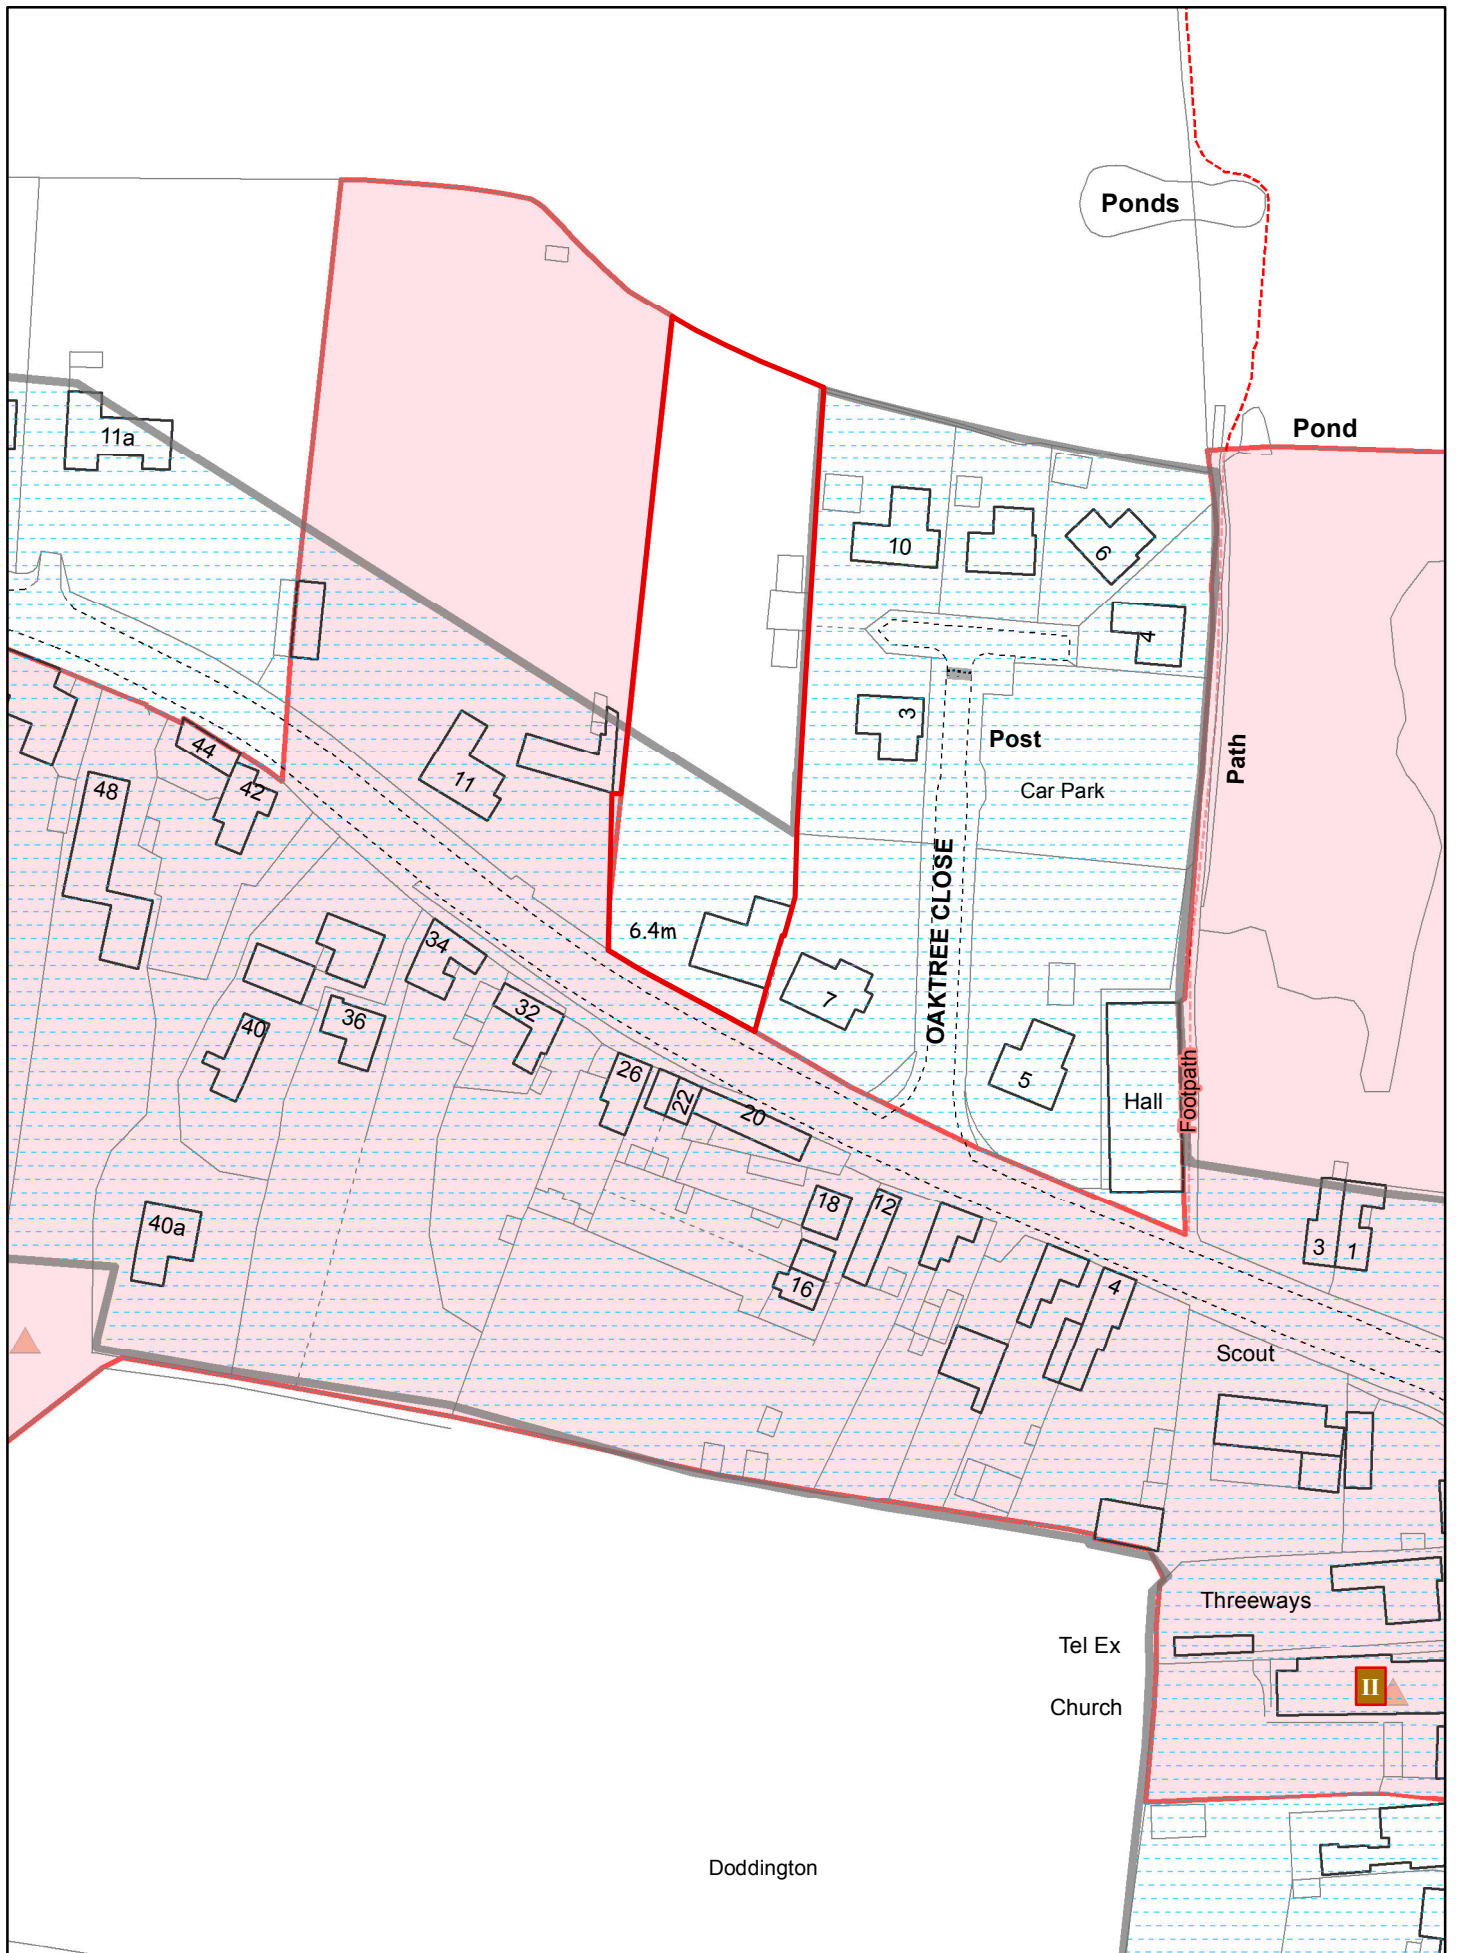 Ponds
Pond
11a
10
6
4
3
Post
Car Park
Path
44
42
48
11
OAKTREE CLOSE
6.4m
34
7
32
36
40
26
22
20
5
Hall
Footpath
18
12
16
40a
3
1
4
Scout
Threeways
Tel Ex
II
Church
Doddington